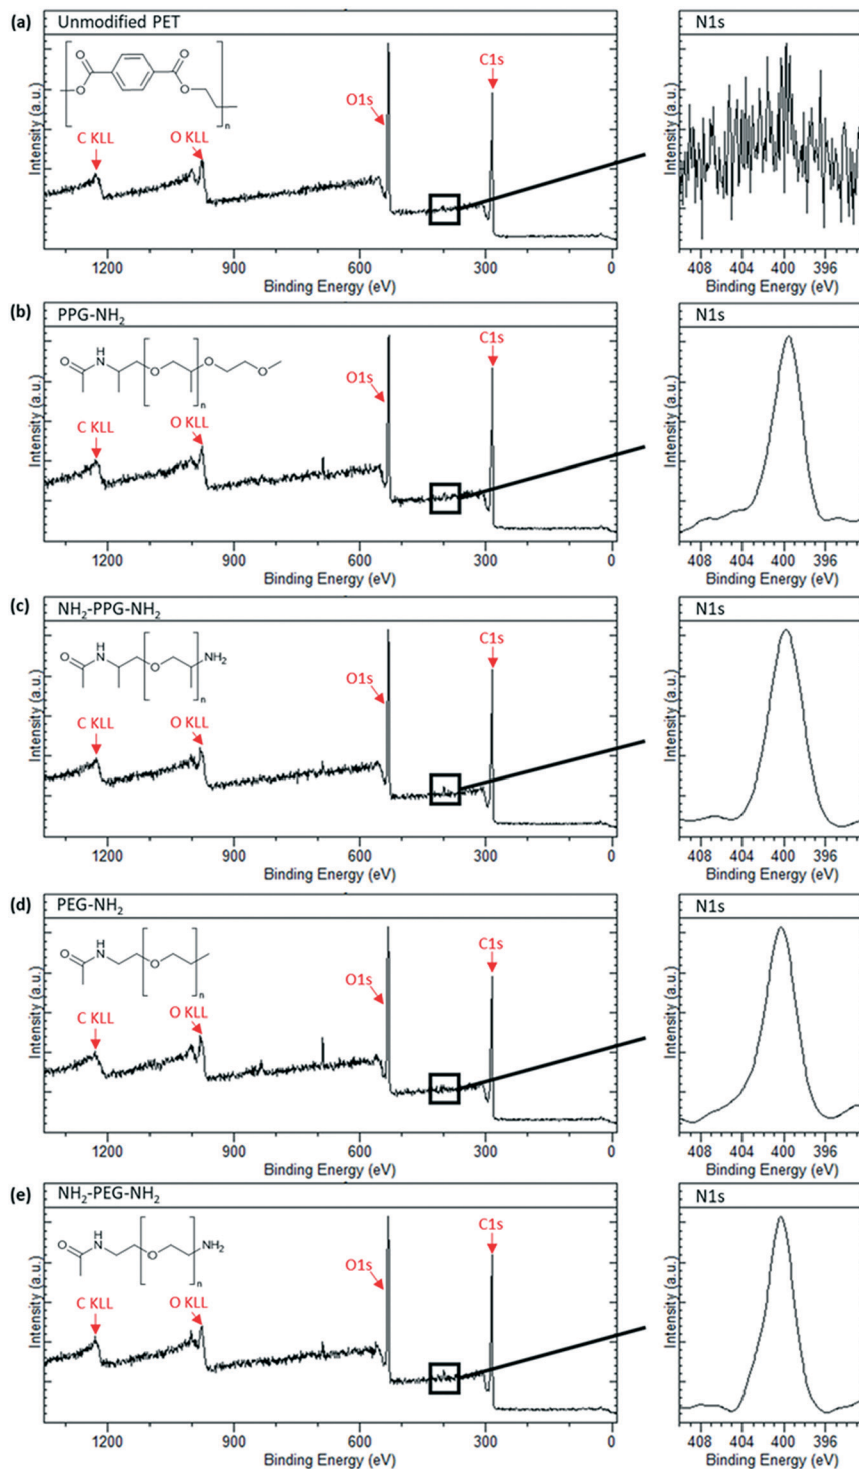 (a) Unmodified PET N1s
Intensity (a.u.)
O
O
O
O
n
C KLL
O KLL
O1s
C1s
Intensity (a.u.)
1200 900 600 300 0
Binding Energy (eV)
408 404 400 396
Binding Energy (eV)
(b) PPG-NH₂ N1s
Intensity (a.u.)
O
H
N
O
n
O
O
C KLL
O KLL
O1s
C1s
Intensity (a.u.)
1200 900 600 300 0
Binding Energy (eV)
408 404 400 396
Binding Energy (eV)
(c) NH₂-PPG-NH₂ N1s
Intensity (a.u.)
O
H
N
O
n
NH₂
C KLL
O KLL
O1s
C1s
Intensity (a.u.)
1200 900 600 300 0
Binding Energy (eV)
408 404 400 396
Binding Energy (eV)
(d) PEG-NH₂ N1s
Intensity (a.u.)
O
H
N
O
n
C KLL
O KLL
O1s
C1s
Intensity (a.u.)
1200 900 600 300 0
Binding Energy (eV)
408 404 400 396
Binding Energy (eV)
(e) NH₂-PEG-NH₂ N1s
Intensity (a.u.)
O
H
N
O
n
NH₂
C KLL
O KLL
O1s
C1s
Intensity (a.u.)
1200 900 600 300 0
Binding Energy (eV)
408 404 400 396
Binding Energy (eV)